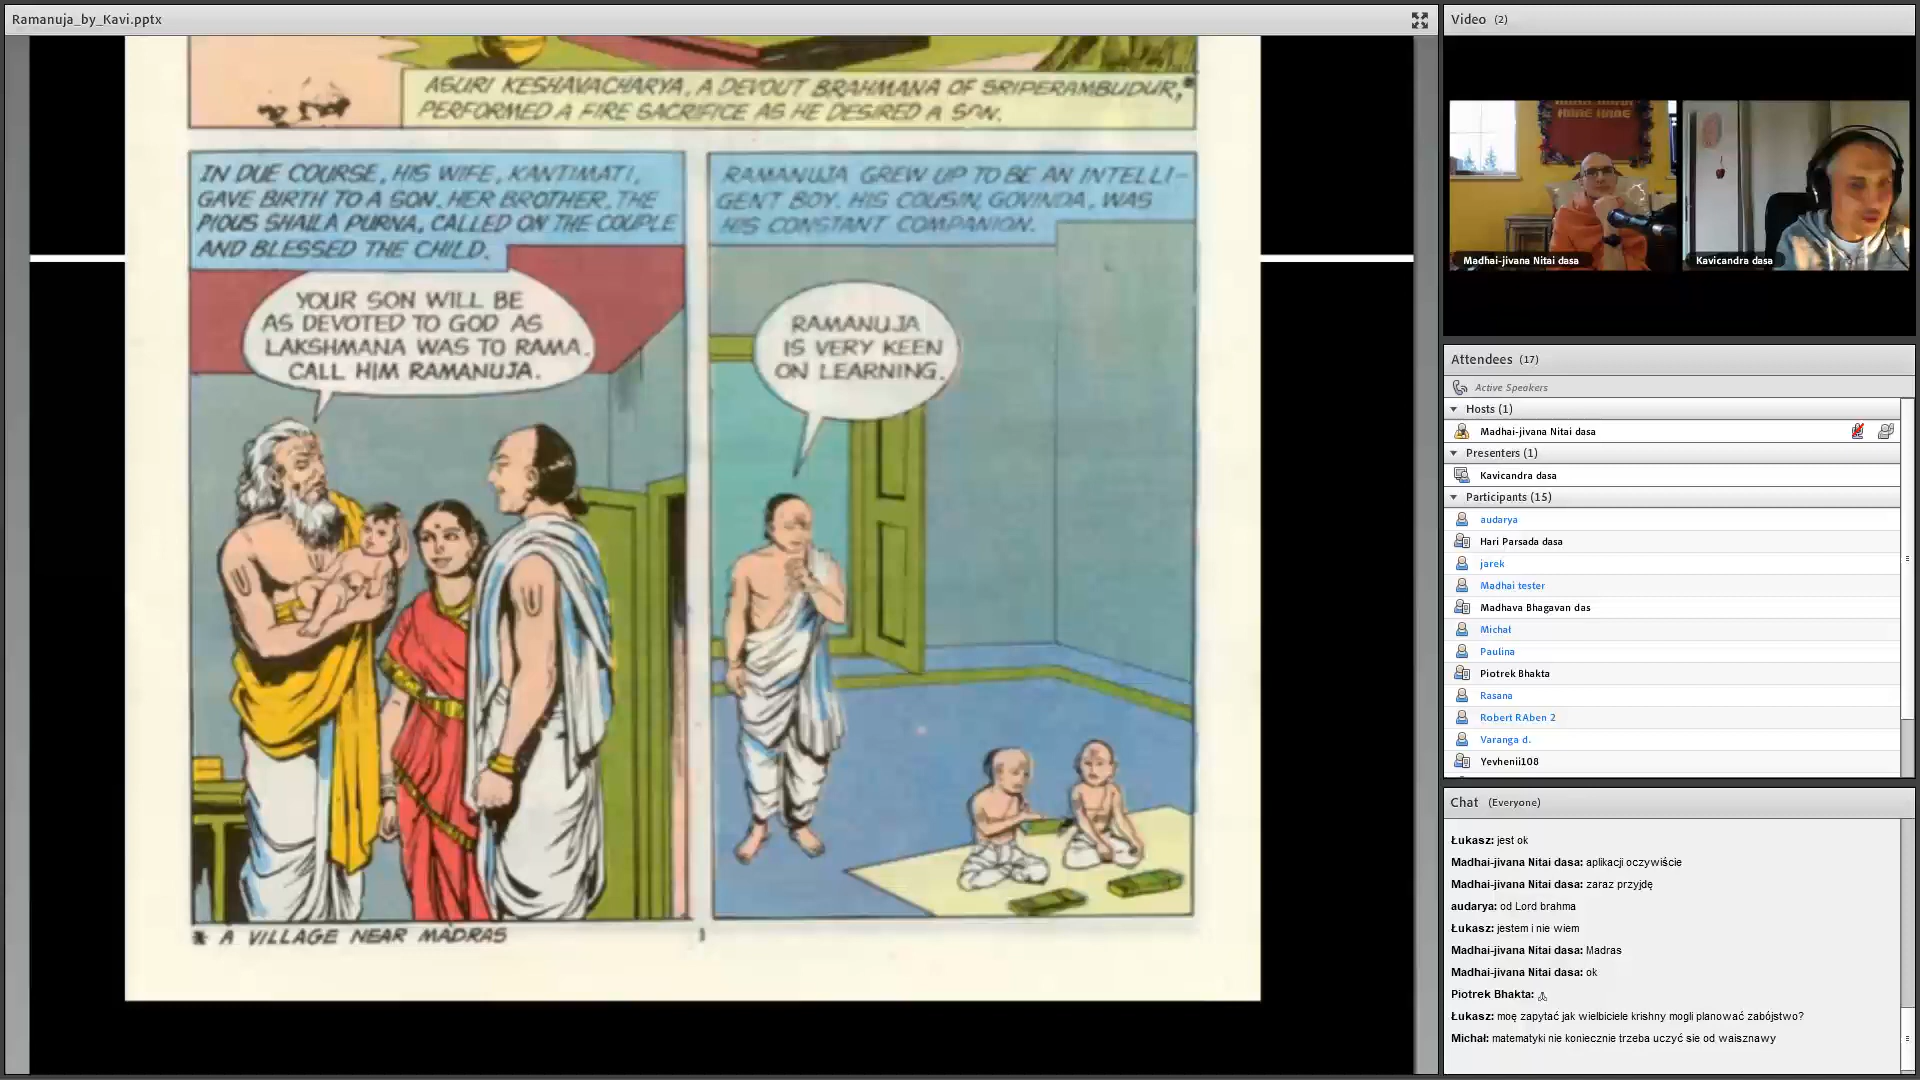 Ramanuja_by_Kavi.pptx
ASURI KESHAVACHARYA, A DEVOUT BRAHMANA OF SRIPERAMBUDUR,*
PERFORMED A FIRE SACRIFICE AS HE DESIRED A SON.
IN DUE COURSE, HIS WIFE, KANTIMATI,
GAVE BIRTH TO A SON. HER BROTHER, THE
PIOUS SHAILA PURNA, CALLED ON THE COUPLE
AND BLESSED THE CHILD.
YOUR SON WILL BE
AS DEVOTED TO GOD AS
LAKSHMANA WAS TO RAMA.
CALL HIM RAMANUJA.
RAMANUJA GREW UP TO BE AN INTELLI-
GENT BOY. HIS COUSIN, GOVINDA, WAS
HIS CONSTANT COMPANION.
RAMANUJA
IS VERY KEEN
ON LEARNING.
* A VILLAGE NEAR MADRAS
Video (2)
HARE HARE
Madhai-jivana Nitai dasa
Kavicandra dasa
Attendees (17)
Active Speakers
Hosts (1)
Madhai-jivana Nitai dasa
Presenters (1)
Kavicandra dasa
Participants (15)
audarya
Hari Parsada dasa
jarek
Madhai tester
Madhava Bhagavan das
Michał
Paulina
Piotrek Bhakta
Rasana
Robert RAben 2
Varanga d.
Yevhenii108
Chat (Everyone)
Łukasz: jest ok
Madhai-jivana Nitai dasa: aplikacji oczywiście
Madhai-jivana Nitai dasa: zaraz przyjdę
audarya: od Lord brahma
Łukasz: jestem i nie wiem
Madhai-jivana Nitai dasa: Madras
Madhai-jivana Nitai dasa: ok
Piotrek Bhakta:
Łukasz: moę zapytać jak wielbiciele krishny mogli planować zabójstwo?
Michał: matematyki nie koniecznie trzeba uczyć sie od waisznawy